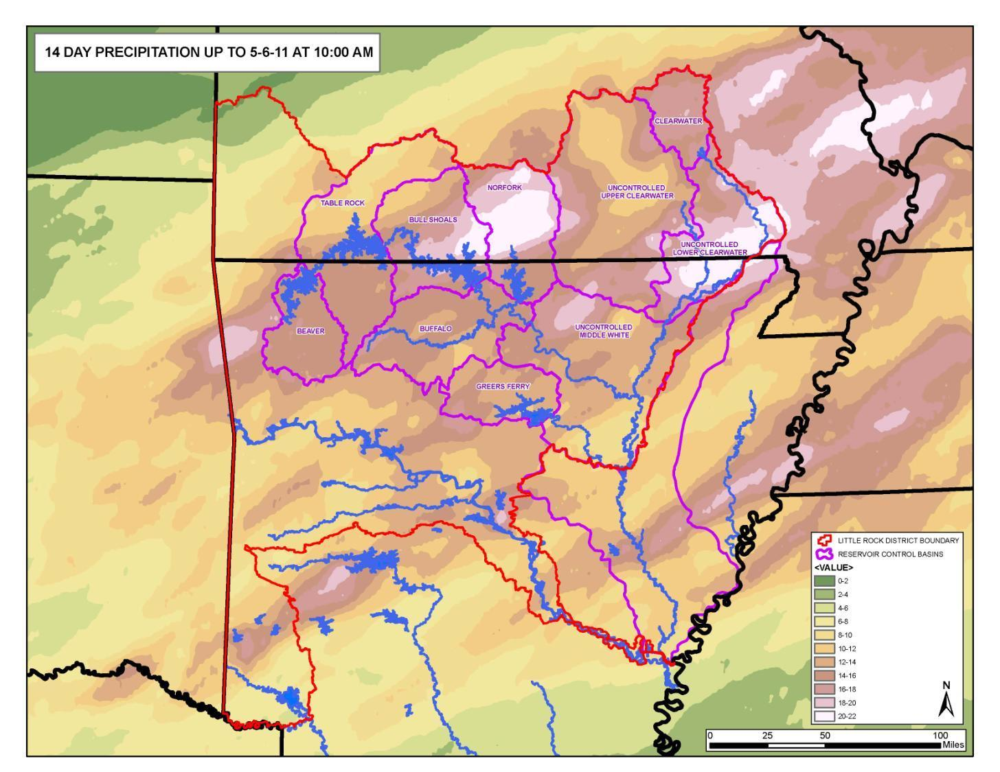 14 DAY PRECIPITATION UP TO 5-6-11 AT 10:00 AM
CLEARWATER
NORFORK
UNCONTROLLED
UPPER CLEARWATER
TABLE ROCK
BULL SHOALS
UNCONTROLLED
LOWER CLEARWATER
BEAVER
BUFFALO
UNCONTROLLED
MIDDLE WHITE
GREERS FERRY
LITTLE ROCK DISTRICT BOUNDARY
RESERVOIR CONTROL BASINS
<VALUE>
0-2
2-4
4-6
6-8
8-10
10-12
12-14
14-16
16-18
18-20
20-22
N
0 25 50 100
Miles